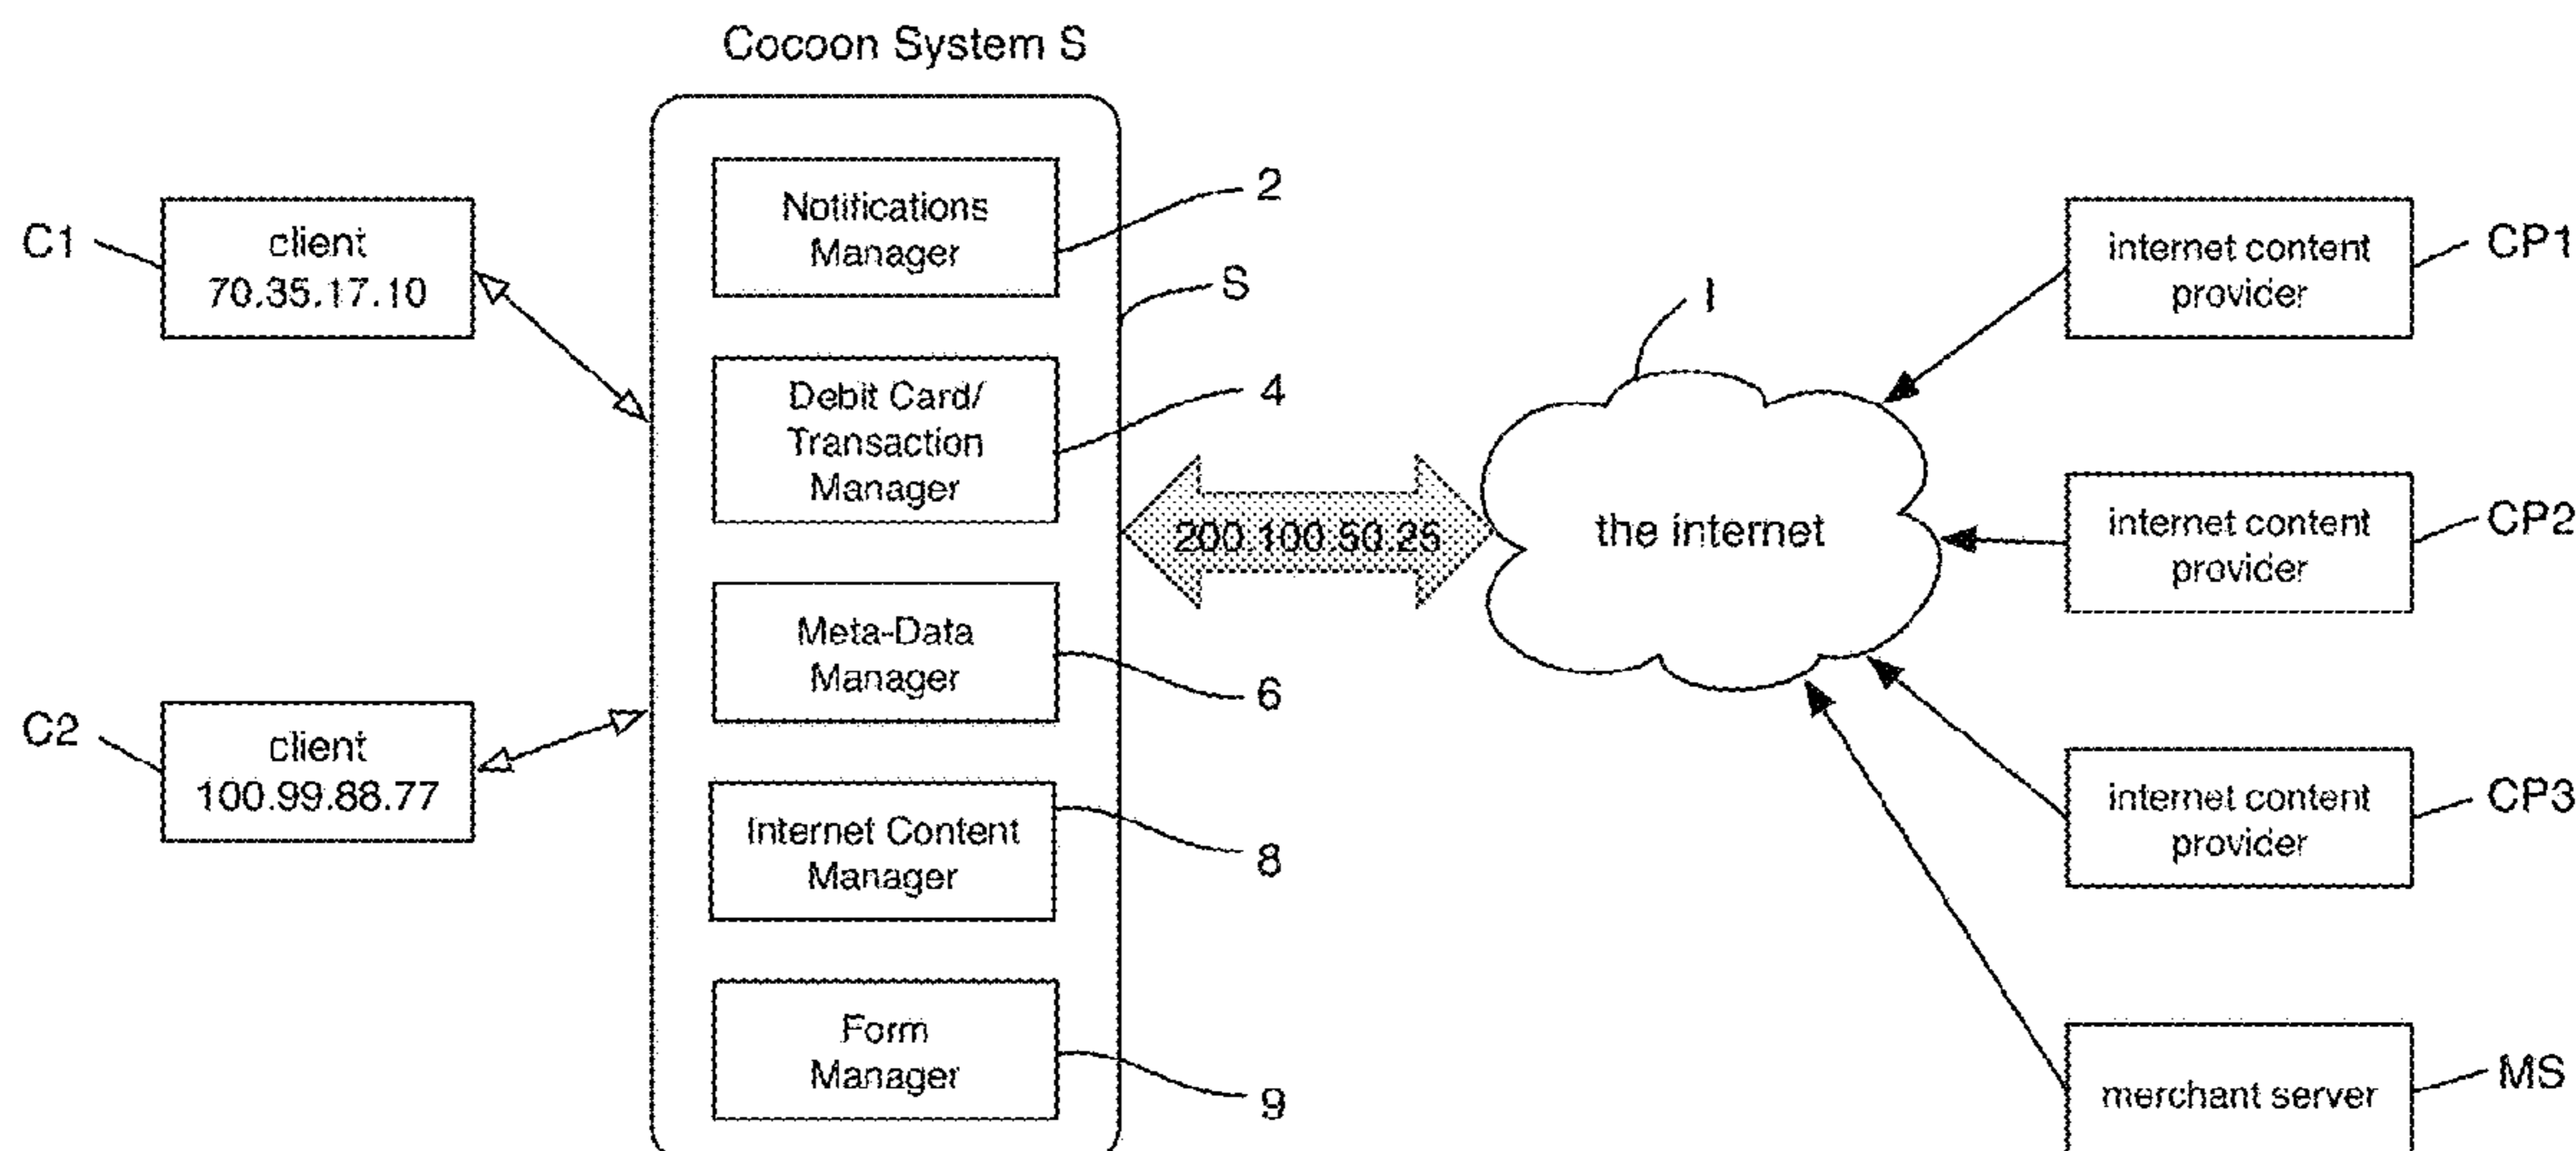 Cocoon System S
C1
client
70.35.17.10
C2
client
100.99.88.77
Notifications
Manager
2
S
Debit Card/
Transaction
Manager
4
Meta-Data
Manager
6
Internet Content
Manager
8
Form
Manager
9
200.100.50.25
I
the internet
internet content
provider
CP1
internet content
provider
CP2
internet content
provider
CP3
merchant server
MS